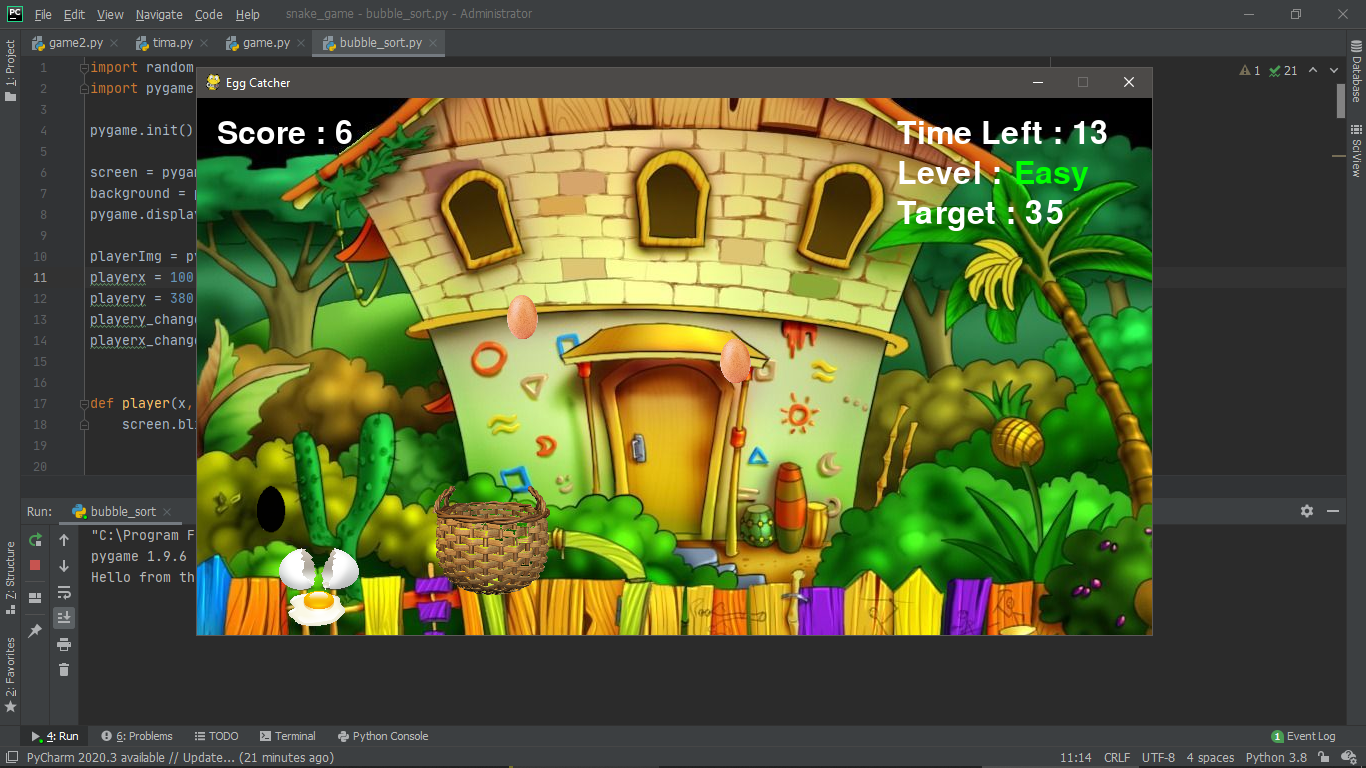 PC File Edit View Navigate Code Help snake_game - bubble_sort.py - Administrator
game2.py tima.py game.py bubble_sort.py
1: Project
Z: Structure
2: Favorites
Database
SciView
1 21
1 import random
2 import pygame
3
4 pygame.init()
5
6 screen = pygam
7 background = p
8 pygame.display
9
10 playerImg = py
11 playerx = 100
12 playery = 380
13 playery_change
14 playerx_change
15
16
17 def player(x,
18 screen.bli
19
20
Egg Catcher
Score : 6
Time Left : 13
Level : Easy
Target : 35
Run: bubble_sort
"C:\Program F
pygame 1.9.6
Hello from th
4: Run 6: Problems TODO Terminal Python Console 1 Event Log
PyCharm 2020.3 available // Update... (21 minutes ago) 11:14 CRLF UTF-8 4 spaces Python 3.8